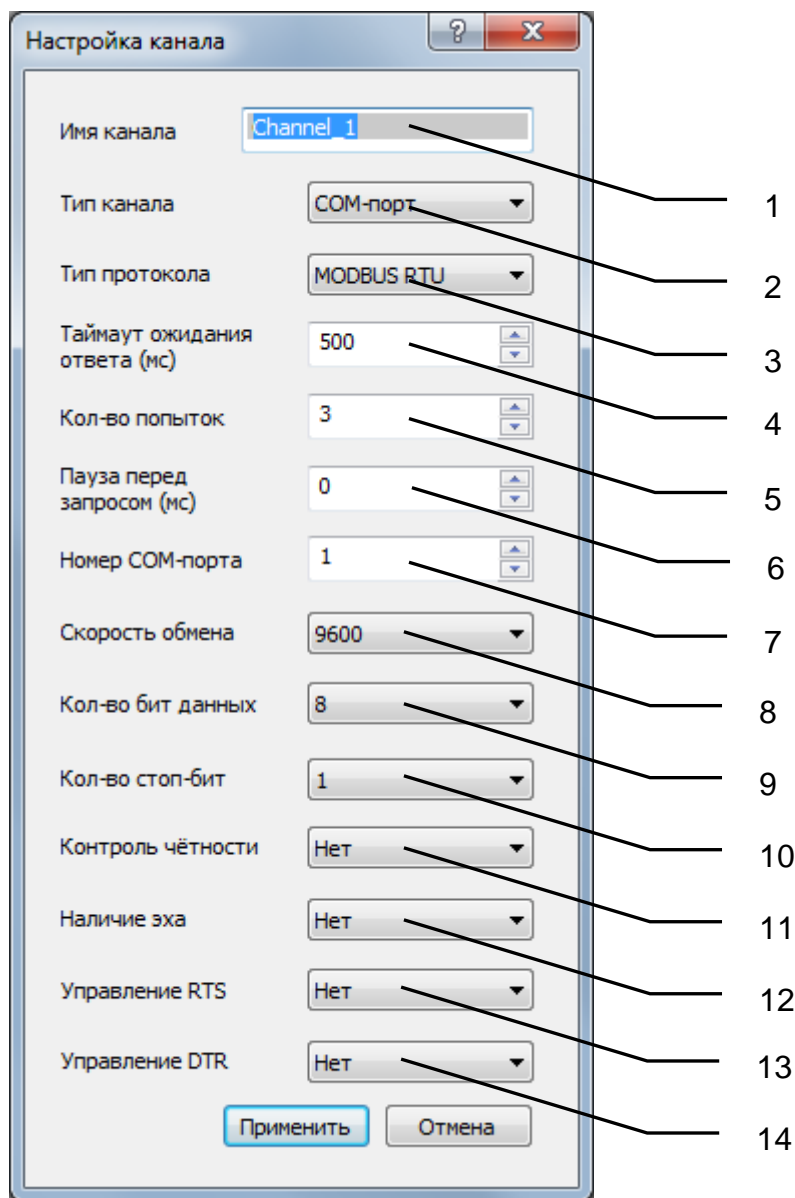 Настройка канала
Имя канала Channel_1
1
Тип канала COM-порт
2
Тип протокола MODBUS RTU
3
Таймаут ожидания
ответа (мс) 500
4
Кол-во попыток 3
5
Пауза перед
запросом (мс) 0
6
Номер COM-порта 1
7
Скорость обмена 9600
8
Кол-во бит данных 8
9
Кол-во стоп-бит 1
10
Контроль чётности Нет
11
Наличие эха Нет
12
Управление RTS Нет
13
Управление DTR Нет
14
Применить Отмена